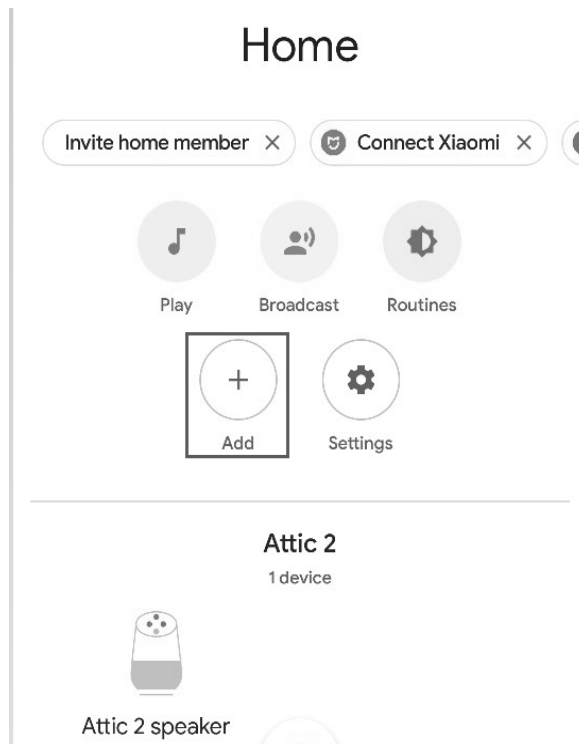 Home
Invite home member × Connect Xiaomi ×
Play Broadcast Routines
Add Settings
Attic 2
1 device
Attic 2 speaker